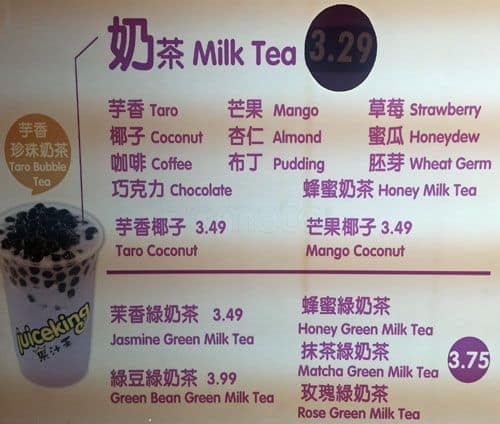 奶茶 Milk Tea 3.29
芋香 Taro 芒果 Mango 草莓 Strawberry
椰子 Coconut 杏仁 Almond 蜜瓜 Honeydew
咖啡 Coffee 布丁 Pudding 胚芽 Wheat Germ
巧克力 Chocolate 蜂蜜奶茶 Honey Milk Tea
芋香椰子 3.49 芒果椰子 3.49
Taro Coconut Mango Coconut
芋香
珍珠奶茶
Taro Bubble
Tea
juiceking
果汁王
茉香綠奶茶 3.49
Jasmine Green Milk Tea
綠豆綠奶茶 3.99
Green Bean Green Milk Tea
蜂蜜綠奶茶
Honey Green Milk Tea
抹茶綠奶茶
Matcha Green Milk Tea 3.75
玫瑰綠奶茶
Rose Green Milk Tea